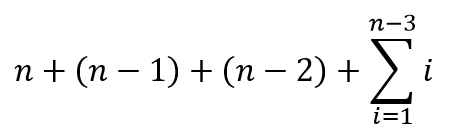 n + (n − 1) + (n − 2) + ∑_{i=1}^{n−3} i